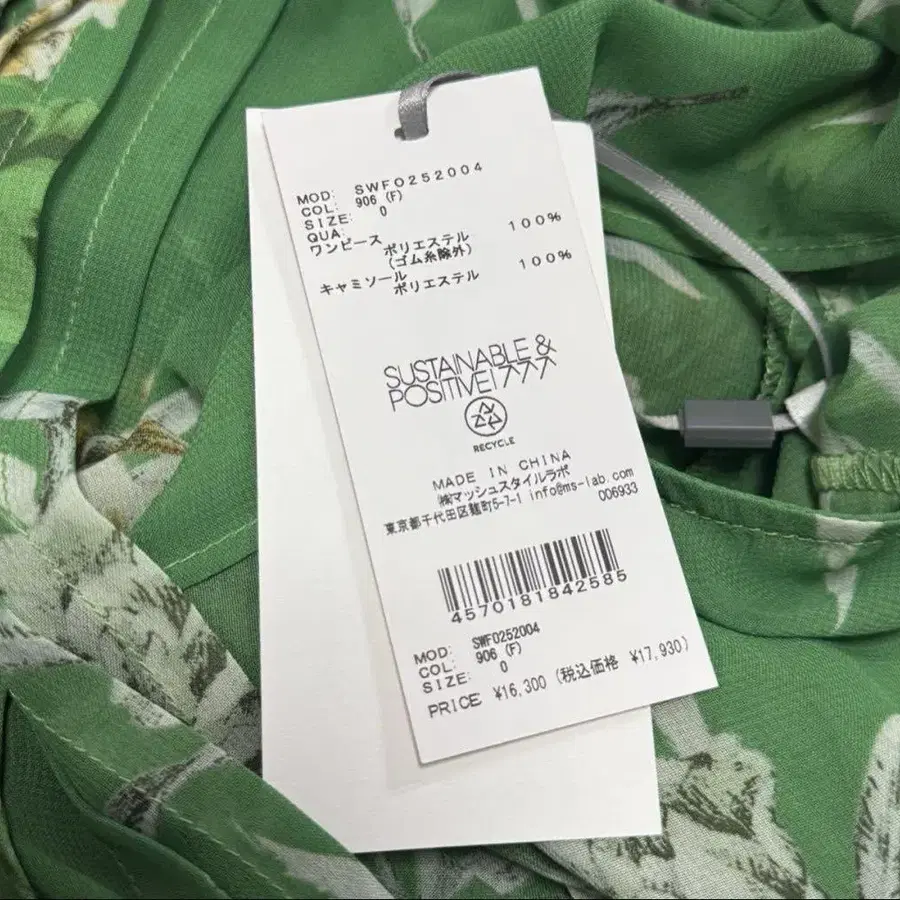 MOD: SWFO252004
COL: 906 (F)
SIZE: 0
QUA:
ワンピース
ポリエステル 100%
(ゴム糸除外)
キャミソール
ポリエステル 100%
SUSTAINABLE &
POSITIVE! 777
RECYCLE
MADE IN CHINA
㈱マッシュスタイルラボ
東京都千代田区麹町5-7-1 info@ms-lab.com
006933
4570181842585
MOD: SWFO252004
COL: 906 (F)
SIZE: 0
PRICE ¥16,300 (税込価格 ¥17,930)